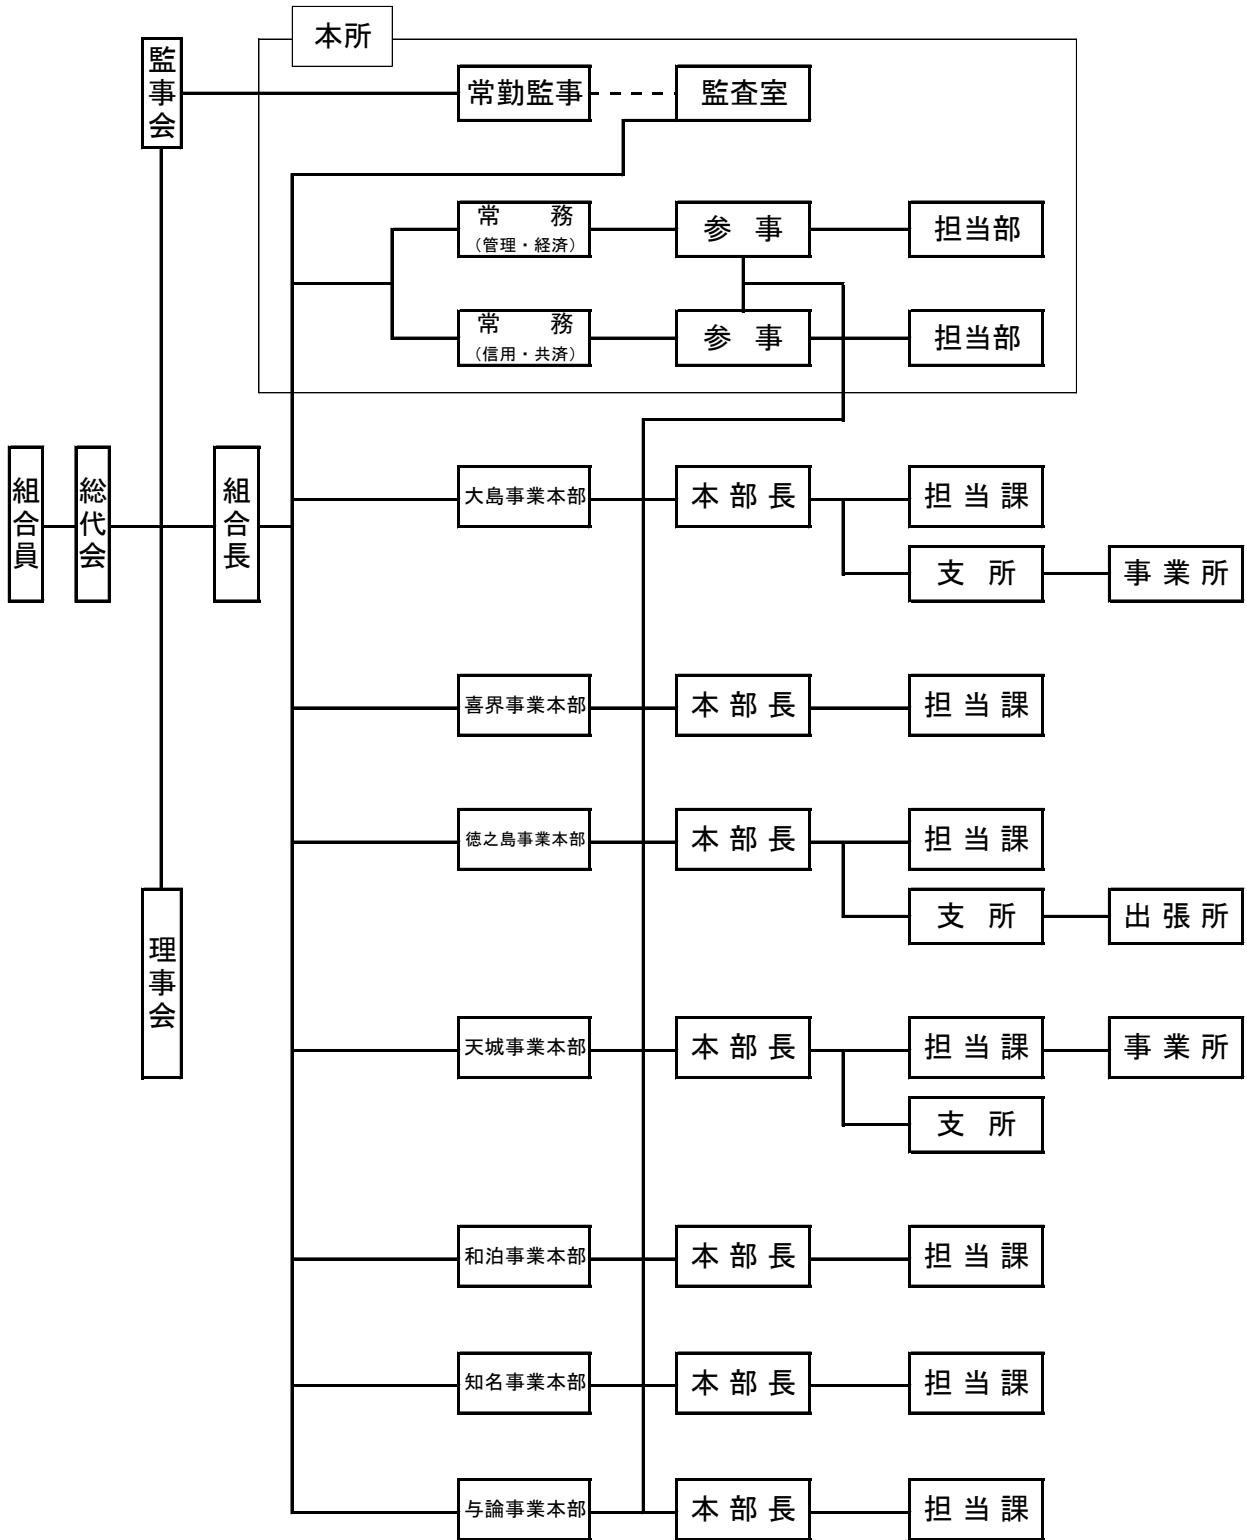 本所
監事会
常勤監事
監査室
常 務
（管理・経済）
参 事
担当部
常 務
（信用・共済）
参 事
担当部
組合員
総代会
組合長
大島事業本部
本部長
担当課
支 所
事業所
喜界事業本部
本部長
担当課
徳之島事業本部
本部長
担当課
支 所
出張所
理事会
天城事業本部
本部長
担当課
事業所
支 所
和泊事業本部
本部長
担当課
知名事業本部
本部長
担当課
与論事業本部
本部長
担当課